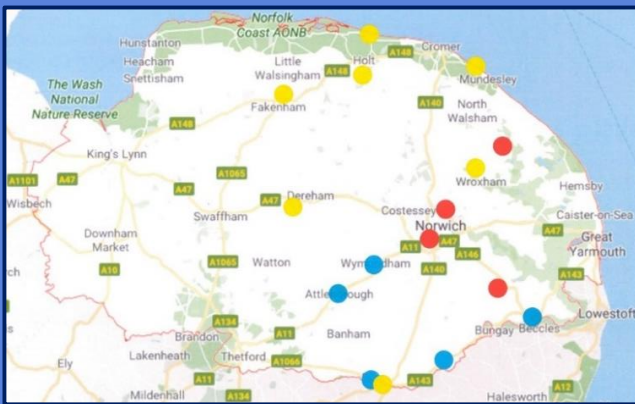 Norfolk
Coast AONB
Hunstanton
Heacham
Snettisham
Little
Walsingham
A148
Holt
A148
Cromer
Mundesley
The Wash
National
Nature Reserve
Fakenham
A140
North
Walsham
A148
King's Lynn
A1065
Wroxham
Hemsby
A1101
A47
Wisbech
A47
Swaffham
A47
Dereham
Costessey
Norwich
Caister-on-Sea
A47
Great
Yarmouth
Downham
Market
A10
A1065
Watton
Wymondham
A11
A47
A146
A140
A143
Attleborough
A134
Brandon
A11
Banham
Bungay
Beccles
Lowestoft
rch
Ely
Lakenheath
Thetford
A1066
A11
A134
A143
Mildenhall
Halesworth
A12